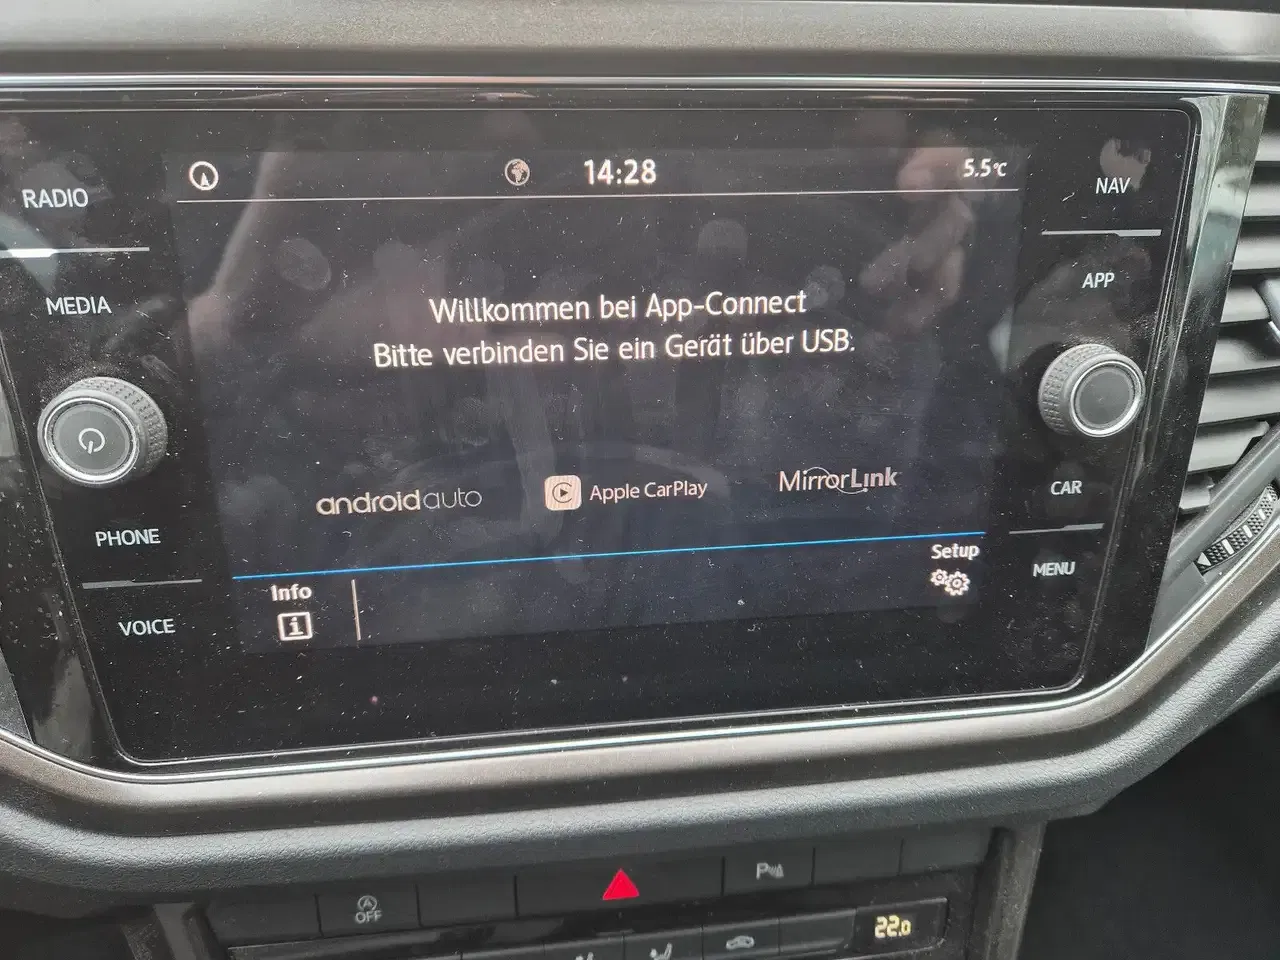 14:28
5.5°C
RADIO
NAV
MEDIA
APP
Willkommen bei App-Connect
Bitte verbinden Sie ein Gerät über USB.
androidauto
Apple CarPlay
MirrorLink
PHONE
CAR
VOICE
MENU
Info
i
Setup
A
OFF
P
22.0